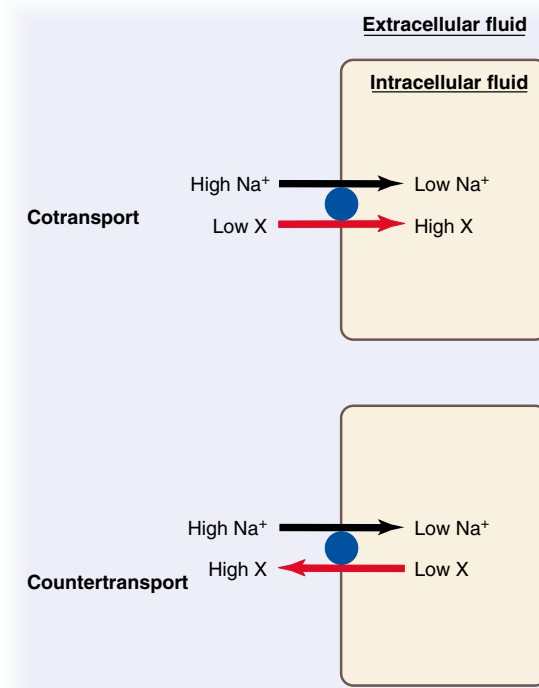 Extracellular fluid
Intracellular fluid
High Na⁺ Low Na⁺
Cotransport
Low X High X
High Na⁺ Low Na⁺
High X Low X
Countertransport